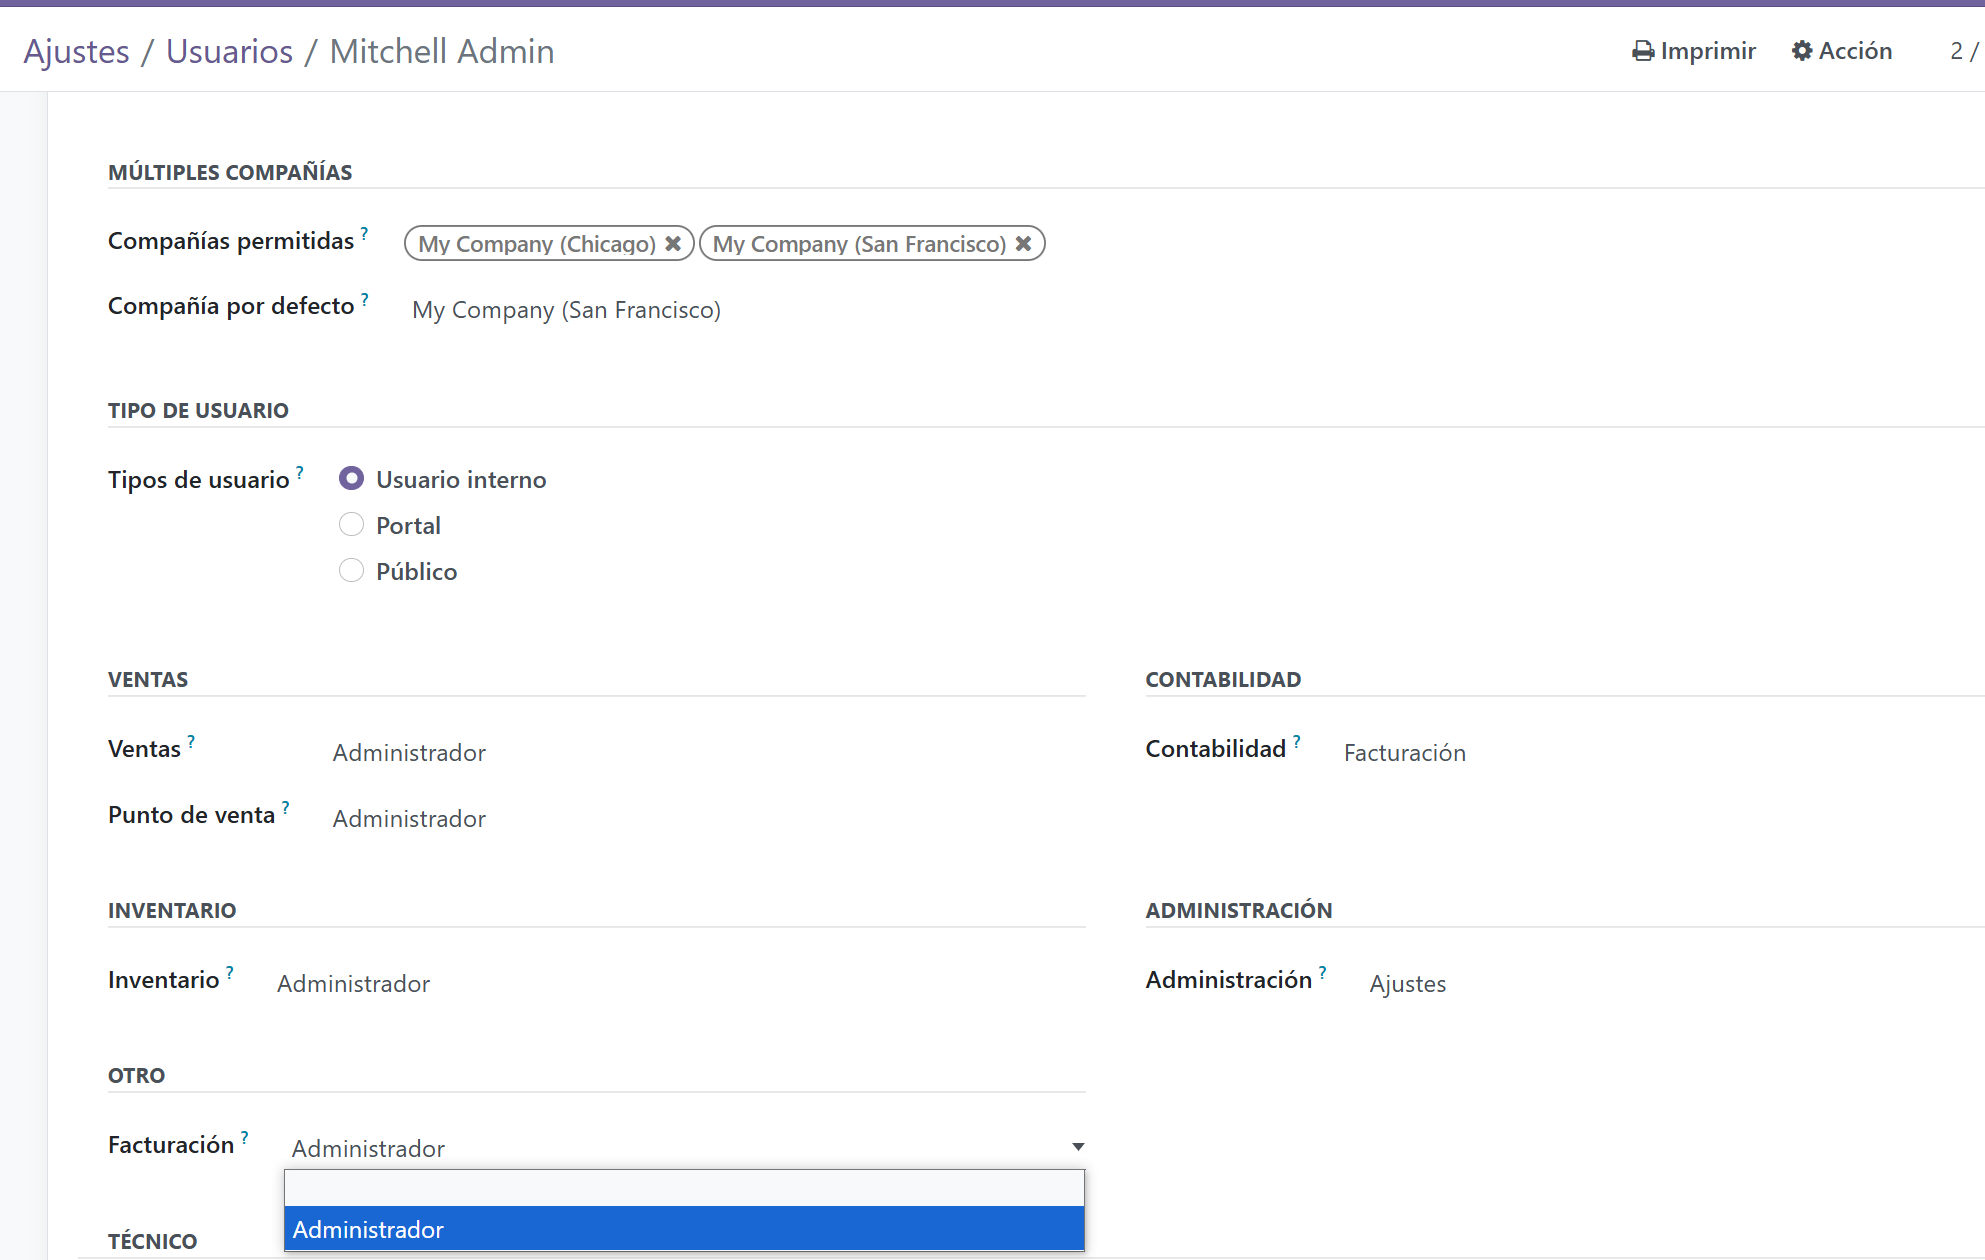 Ajustes / Usuarios / Mitchell Admin
Imprimir
Acción
2 /
MÚLTIPLES COMPAÑÍAS
Compañías permitidas ?
My Company (Chicago) ✖ My Company (San Francisco) ✖
Compañía por defecto ?
My Company (San Francisco)
TIPO DE USUARIO
Tipos de usuario ?
Usuario interno
Portal
Público
VENTAS
Ventas ? Administrador
Punto de venta ? Administrador
CONTABILIDAD
Contabilidad ? Facturación
INVENTARIO
Inventario ? Administrador
ADMINISTRACIÓN
Administración ? Ajustes
OTRO
Facturación ? Administrador
Administrador
TÉCNICO